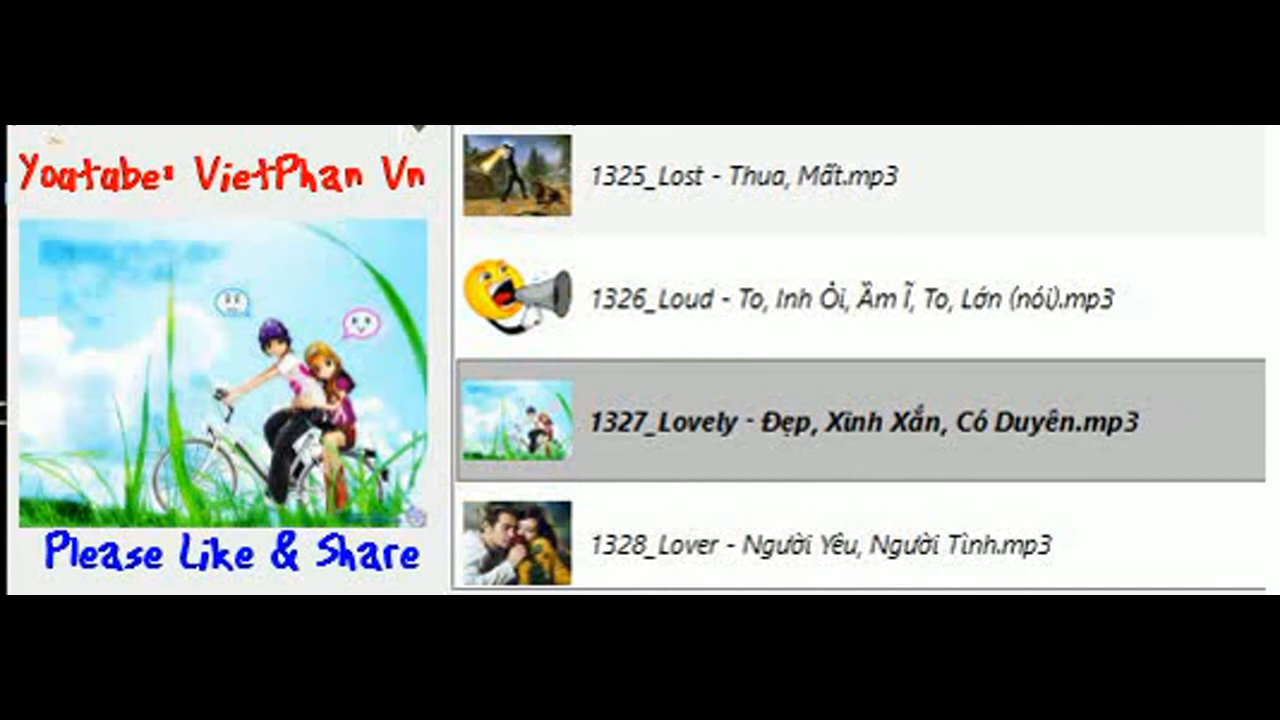 Youtube: VietPhan Vn
Please Like & Share
1325_Lost - Thua, Mất.mp3
1326_Loud - To, Inh Ỏi, Ầm Ĩ, To, Lớn (nói).mp3
1327_Lovely - Đẹp, Xinh Xắn, Có Duyên.mp3
1328_Lover - Người Yêu, Người Tình.mp3